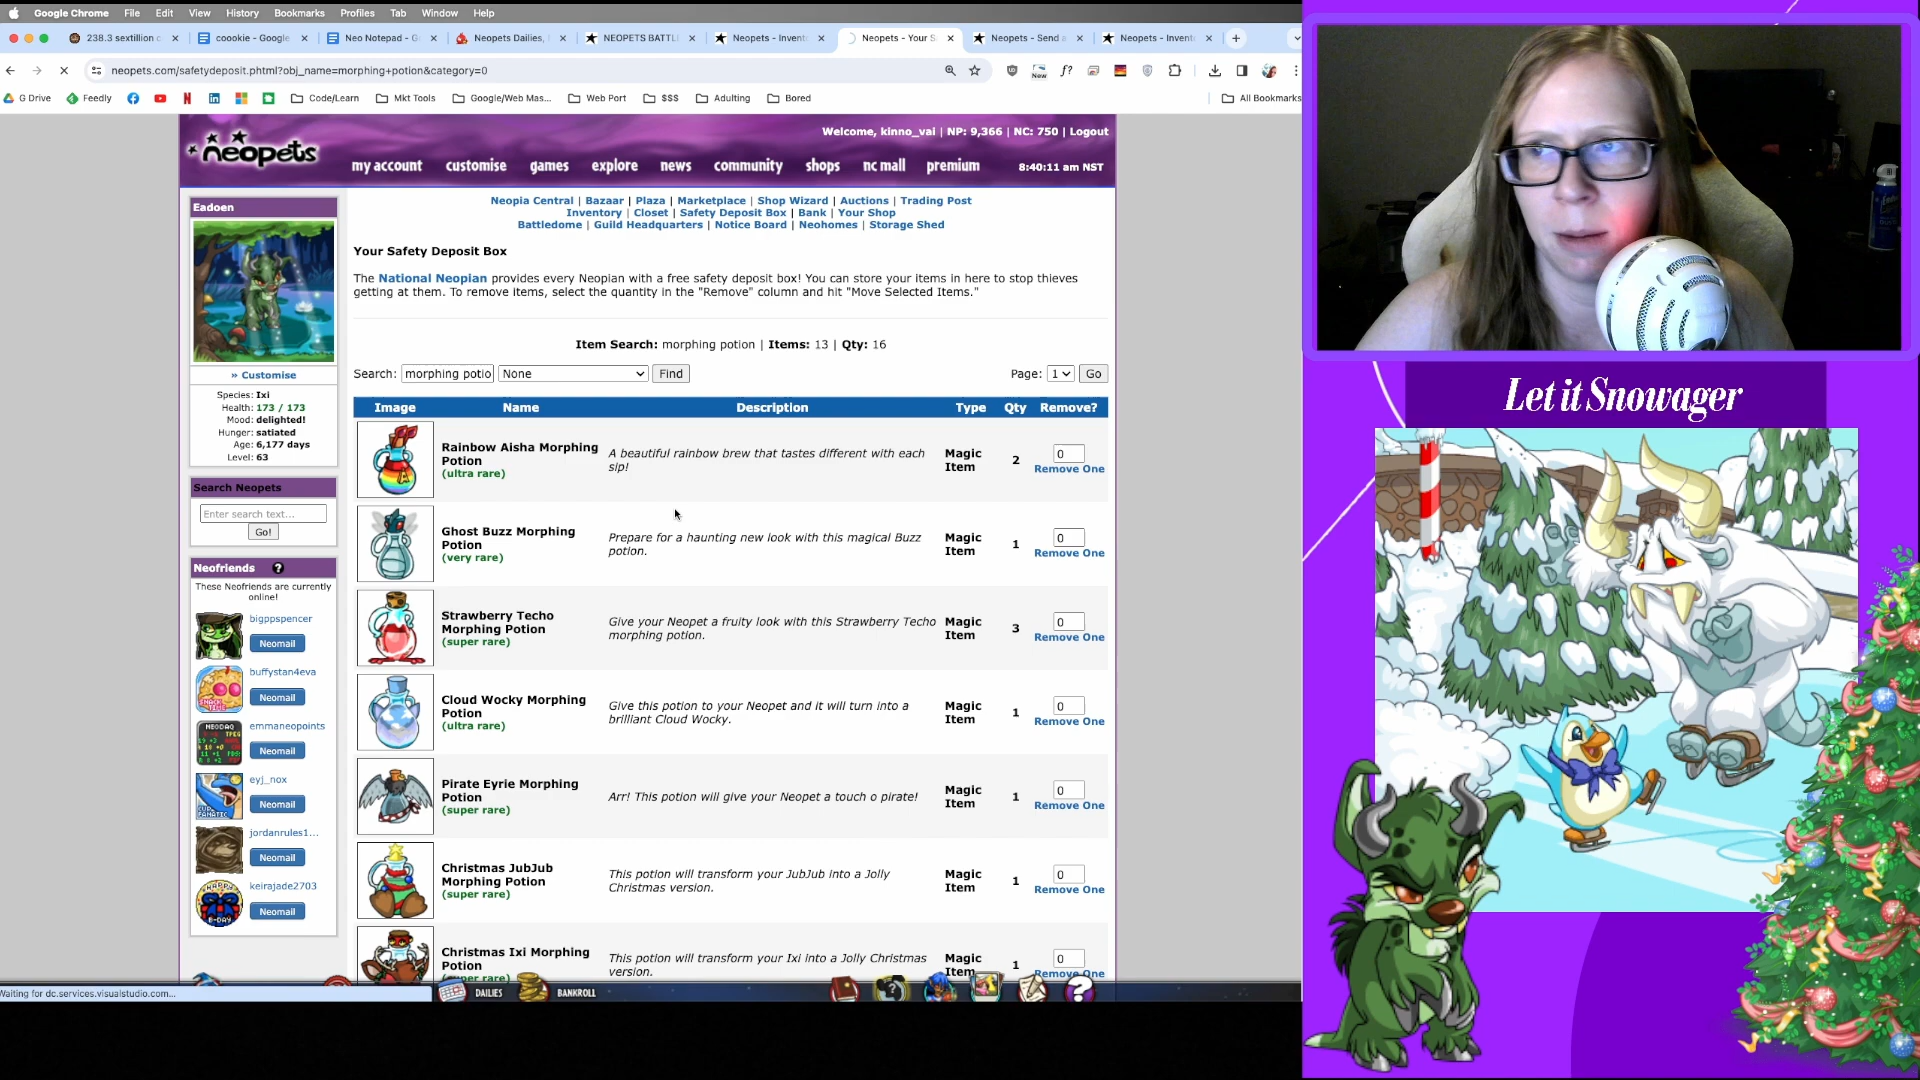 Google Chrome File Edit View History Bookmarks Profiles Tab Window Help
238.3 sextillion c
coookie - Google
Neo Notepad - G
Neopets Dailies,
NEOPETS BATTL
Neopets - Invent
Neopets - Your S
Neopets - Send a
Neopets - Invent
neopets.com/safetydeposit.phtml?obj_name=morphing+potion&category=0
New
f?
G Drive Feedly Code/Learn Mkt Tools Google/Web Mas... Web Port $$$ Adulting Bored All Bookmarks
neopets
Welcome, kinno_vai | NP: 9,366 | NC: 750 | Logout
my account customise games explore news community shops nc mall premium 8:40:11 am NST
Eadoen
» Customise
Species: Ixi
Health: 173 / 173
Mood: delighted!
Hunger: satiated
Age: 6,177 days
Level: 63
Search Neopets
Enter search text...
Go!
Neofriends ?
These Neofriends are currently
online!
bigppspencer
Neomail
buffystan4eva
Neomail
emmaneopoints
Neomail
eyj_nox
Neomail
jordanrules1...
Neomail
keirajade2703
Neomail
Neopia Central | Bazaar | Plaza | Marketplace | Shop Wizard | Auctions | Trading Post
Inventory | Closet | Safety Deposit Box | Bank | Your Shop
Battledome | Guild Headquarters | Notice Board | Neohomes | Storage Shed
Your Safety Deposit Box
The National Neopian provides every Neopian with a free safety deposit box! You can store your items in here to stop thieves
getting at them. To remove items, select the quantity in the "Remove" column and hit "Move Selected Items."
Item Search: morphing potion | Items: 13 | Qty: 16
Search: morphing potio None Find Page: 1 Go
Image Name Description Type Qty Remove?
Rainbow Aisha Morphing
Potion
(ultra rare)
A beautiful rainbow brew that tastes different with each
sip!
Magic
Item
2
0
Remove One
Ghost Buzz Morphing
Potion
(very rare)
Prepare for a haunting new look with this magical Buzz
potion.
Magic
Item
1
0
Remove One
Strawberry Techo
Morphing Potion
(super rare)
Give your Neopet a fruity look with this Strawberry Techo
morphing potion.
Magic
Item
3
0
Remove One
Cloud Wocky Morphing
Potion
(ultra rare)
Give this potion to your Neopet and it will turn into a
brilliant Cloud Wocky.
Magic
Item
1
0
Remove One
Pirate Eyrie Morphing
Potion
(super rare)
Arr! This potion will give your Neopet a touch o pirate!
Magic
Item
1
0
Remove One
Christmas JubJub
Morphing Potion
(super rare)
This potion will transform your JubJub into a Jolly
Christmas version.
Magic
Item
1
0
Remove One
Christmas Ixi Morphing
Potion
(super rare)
This potion will transform your Ixi into a Jolly Christmas
version.
Magic
Item
1
0
Remove One
Waiting for dc.services.visualstudio.com...
DAILIES BANKROLL
Let it Snowager